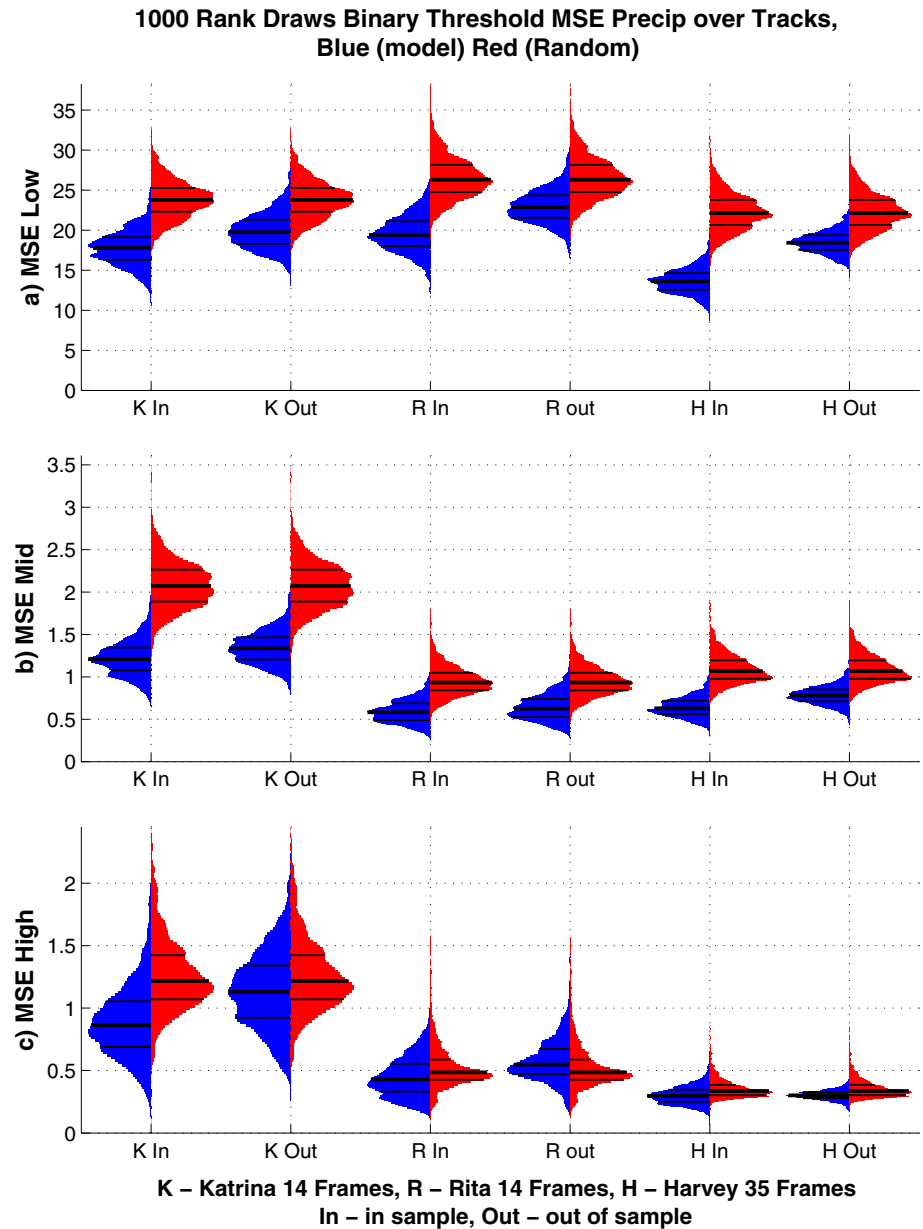 1000 Rank Draws Binary Threshold MSE Precip over Tracks,
Blue (model) Red (Random)
a) MSE Low
35
30
25
20
15
10
5
0
K In K Out R In R out H In H Out
b) MSE Mid
3.5
3
2.5
2
1.5
1
0.5
0
K In K Out R In R out H In H Out
c) MSE High
2
1.5
1
0.5
0
K In K Out R In R out H In H Out
K – Katrina 14 Frames, R – Rita 14 Frames, H – Harvey 35 Frames
In – in sample, Out – out of sample